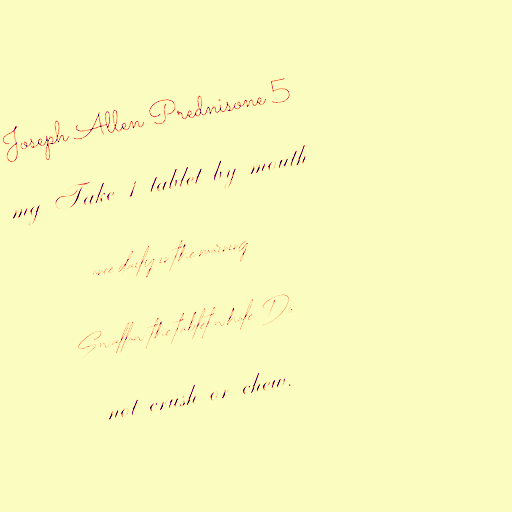 Joseph Allen Prednisone 5
mg Take 1 tablet by mouth
once daily in the morning
Swallow the tablet whole Do
not crush or chew.